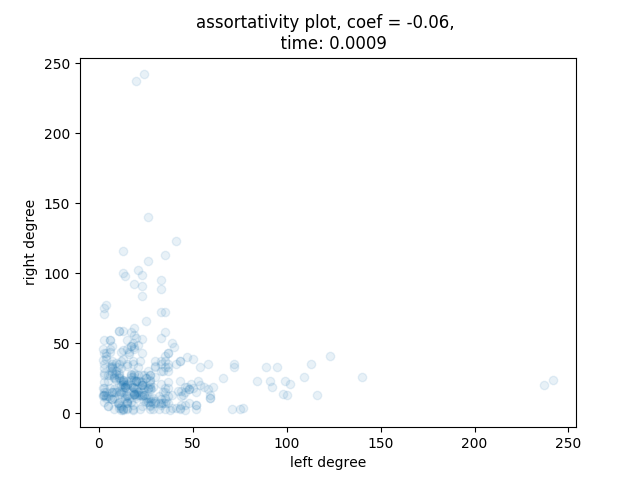 assortativity plot, coef = -0.06,
time: 0.0009
250
200
150
100
50
0
right degree
0 50 100 150 200 250
left degree